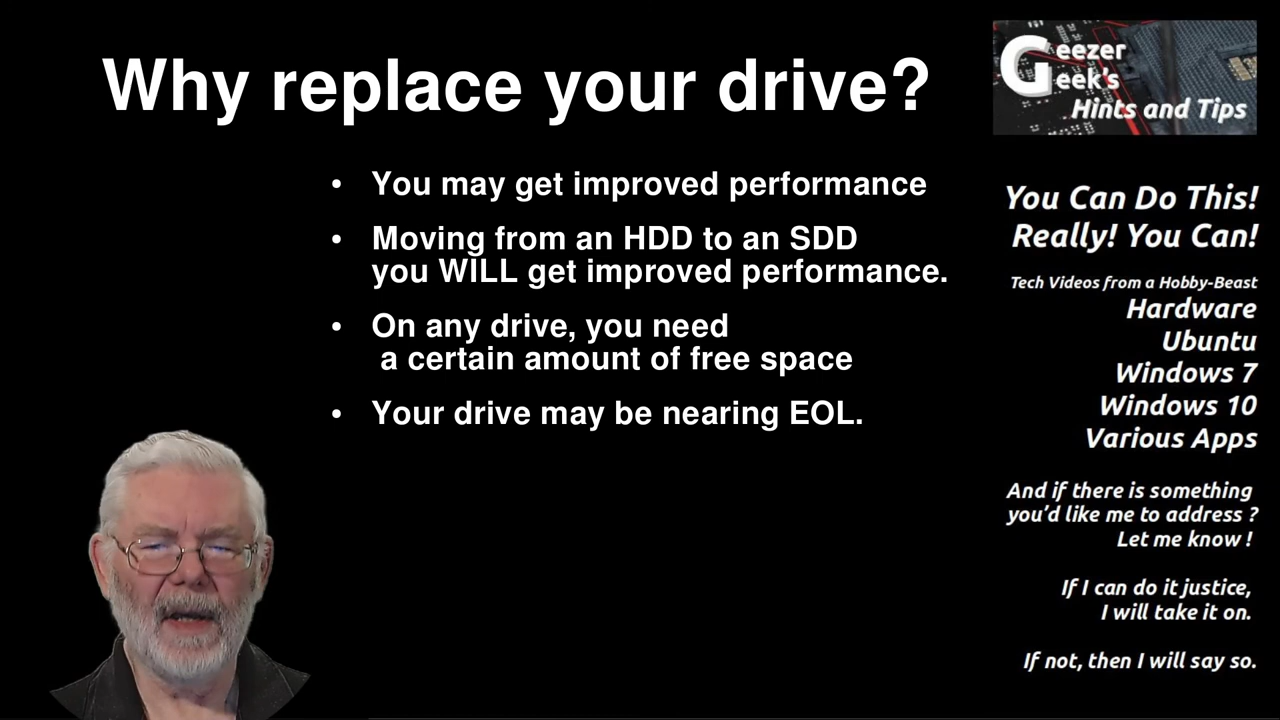 Why replace your drive?
• You may get improved performance
• Moving from an HDD to an SDD
you WILL get improved performance.
• On any drive, you need
a certain amount of free space
• Your drive may be nearing EOL.
Geezer
Geek's
Hints and Tips
You Can Do This!
Really! You Can!
Tech Videos from a Hobby-Beast
Hardware
Ubuntu
Windows 7
Windows 10
Various Apps
And if there is something
you'd like me to address ?
Let me know !
If I can do it justice,
I will take it on.
If not, then I will say so.